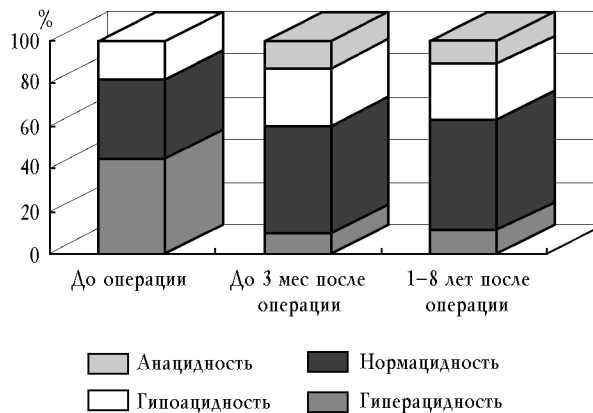 %
100
80
60
40
20
0
До операции
До 3 мес после
операции
1–8 лет после
операции
Анацидность
Нормацидность
Гипоацидность
Гиперацидность